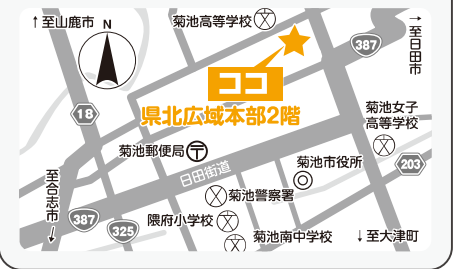 ↑至山鹿市
N
菊池高等学校
387
→至日田市
ココ
県北広域本部2階
18
菊池女子
高等学校
菊池郵便局
日田街道
菊池市役所
203
至合志市↓
菊池警察署
387
325
隈府小学校
菊池南中学校
↓至大津町